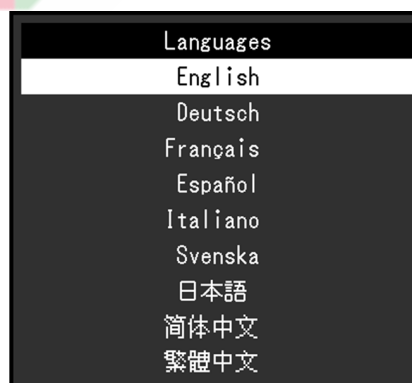 Languages
English
Deutsch
Français
Español
Italiano
Svenska
日本語
简体中文
繁體中文